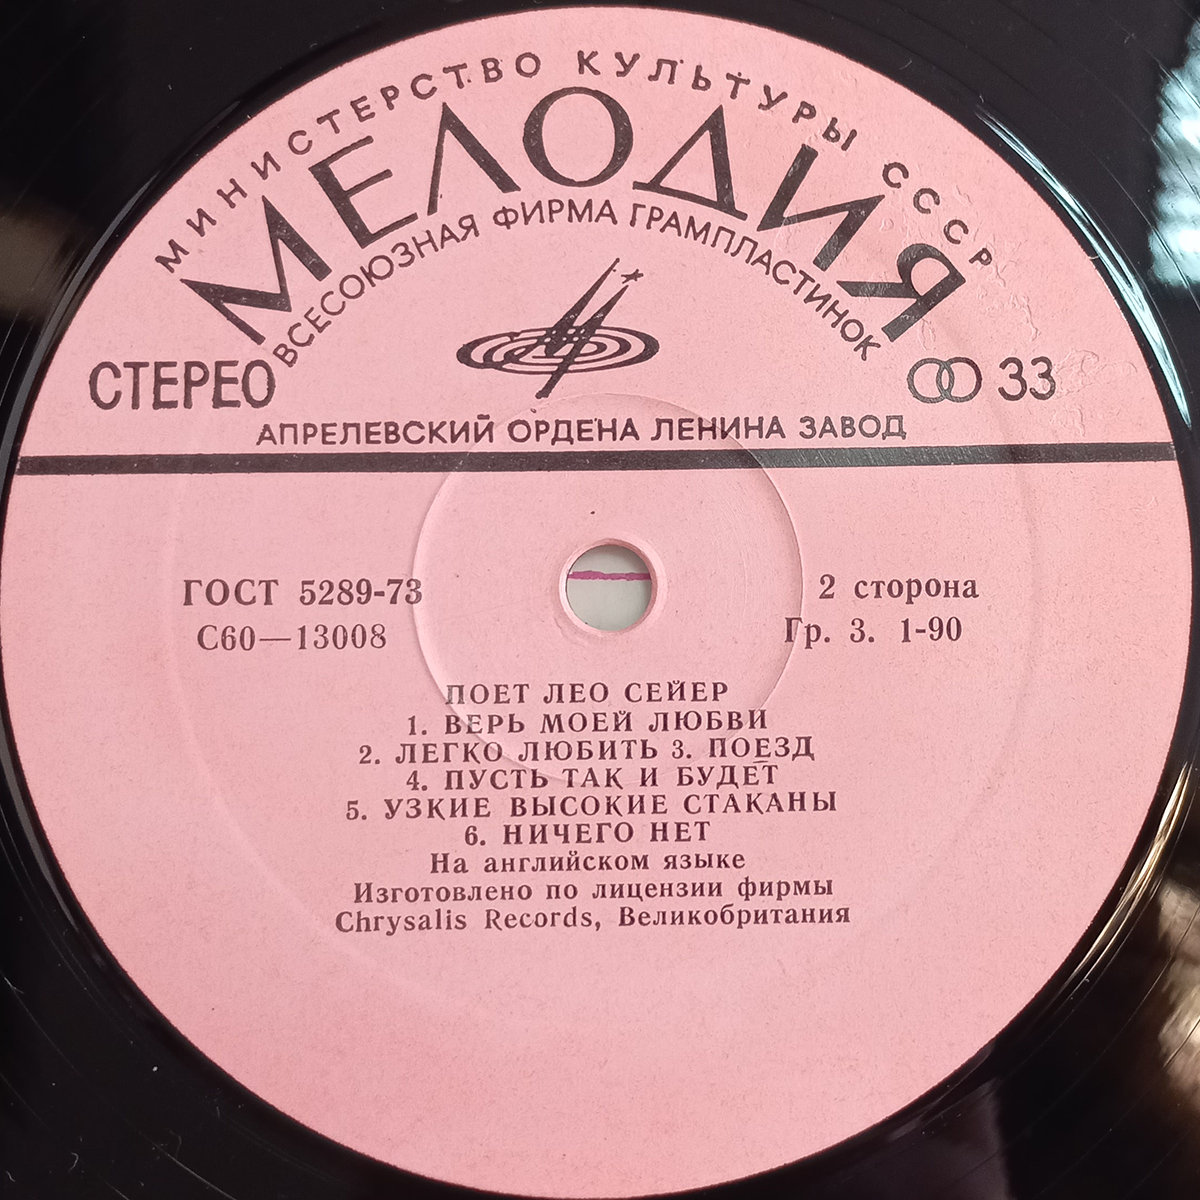 МИНИСТЕРСТВО КУЛЬТУРЫ СССР
МЕЛОДИЯ
ВСЕСОЮЗНАЯ ФИРМА ГРАМПЛАСТИНОК
СТЕРЕО
33
АПРЕЛЕВСКИЙ ОРДЕНА ЛЕНИНА ЗАВОД
ГОСТ 5289-73
2 сторона
С60—13008
Гр. 3. 1-90
ПОЕТ ЛЕО СЕЙЕР
1. ВЕРЬ МОЕЙ ЛЮБВИ
2. ЛЕГКО ЛЮБИТЬ 3. ПОЕЗД
4. ПУСТЬ ТАК И БУДЕТ
5. УЗКИЕ ВЫСОКИЕ СТАКАНЫ
6. НИЧЕГО НЕТ
На английском языке
Изготовлено по лицензии фирмы
Chrysalis Records, Великобритания